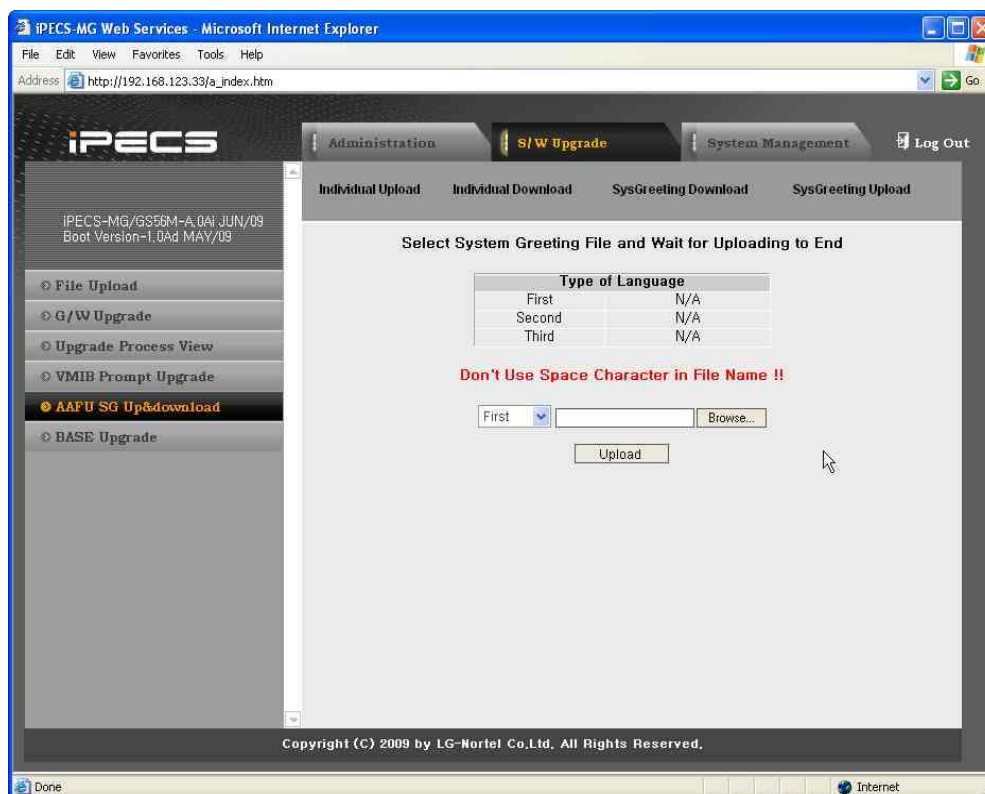 iPECS-MG Web Services - Microsoft Internet Explorer
File Edit View Favorites Tools Help
Address http://192.168.123.33/a_index.htm Go
iPECS
Administration S/W Upgrade System Management Log Out
Individual Upload Individual Download SysGreeting Download SysGreeting Upload
IPECS-MG/GS56M-A,0AI JUN/09
Boot Version-1,0Ad MAY/09
Select System Greeting File and Wait for Uploading to End
File Upload
G/W Upgrade
Upgrade Process View
VMIB Prompt Upgrade
AAFU SG Up&download
BASE Upgrade
Type of Language
First N/A
Second N/A
Third N/A
Don't Use Space Character in File Name !!
First Browse...
Upload
Copyright (C) 2009 by LG-Nortel Co,Ltd, All Rights Reserved,
Done Internet